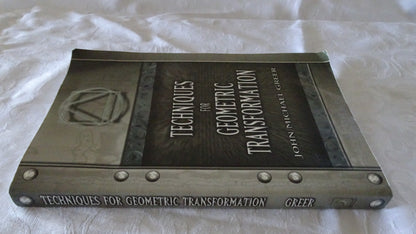 TECHNIQUES
FOR
GEOMETRIC
TRANSFORMATION
JOHN MICHAEL GREER
TECHNIQUES FOR GEOMETRIC TRANSFORMATION GREER